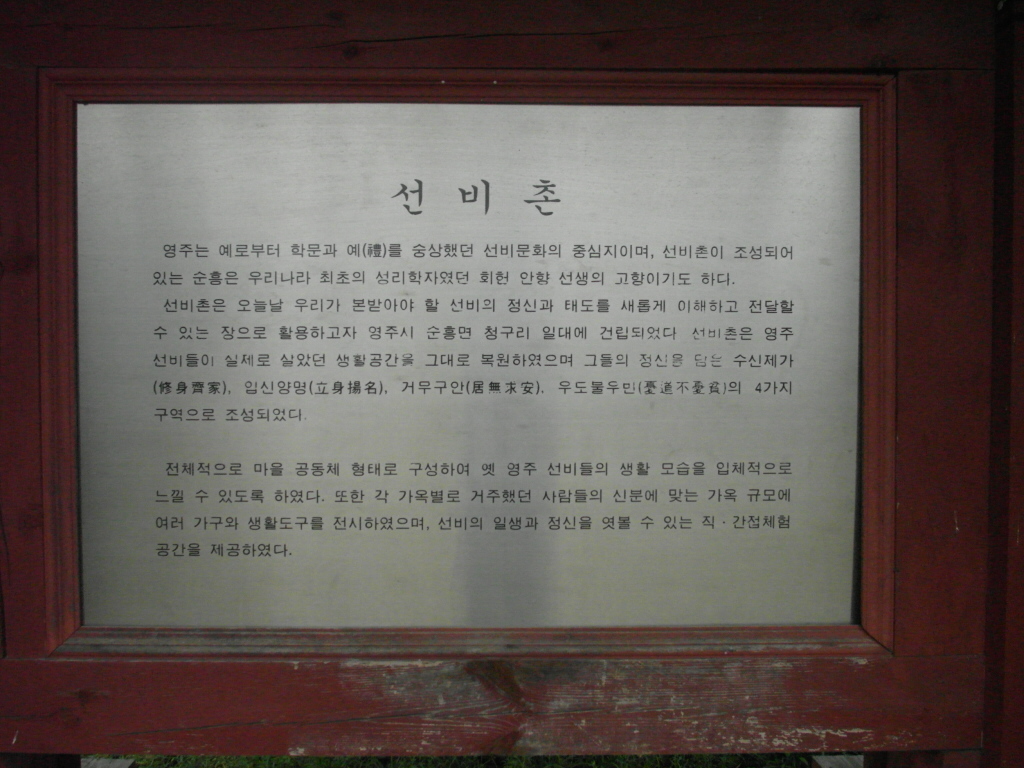 선비촌
영주는 예로부터 학문과 예(禮)를 숭상했던 선비문화의 중심지이며, 선비촌이 조성되어
있는 순흥은 우리나라 최초의 성리학자였던 회헌 안향 선생의 고향이기도 하다.
선비촌은 오늘날 우리가 본받아야 할 선비의 정신과 태도를 새롭게 이해하고 전달할
수 있는 장으로 활용하고자 영주시 순흥면 청구리 일대에 건립되었다 선비촌은 영주
선비들이 실제로 살았던 생활공간을 그대로 복원하였으며 그들의 정신을 담은 수신제가
(修身齊家), 입신양명(立身揚名), 거무구안(居無求安), 우도불우빈(憂道不憂貧)의 4가지
구역으로 조성되었다.
전체적으로 마을 공동체 형태로 구성하여 옛 영주 선비들의 생활 모습을 입체적으로
느낄 수 있도록 하였다. 또한 각 가옥별로 거주했던 사람들의 신분에 맞는 가옥 규모에
여러 가구와 생활도구를 전시하였으며, 선비의 일생과 정신을 엿볼 수 있는 직·간접체험
공간을 제공하였다.